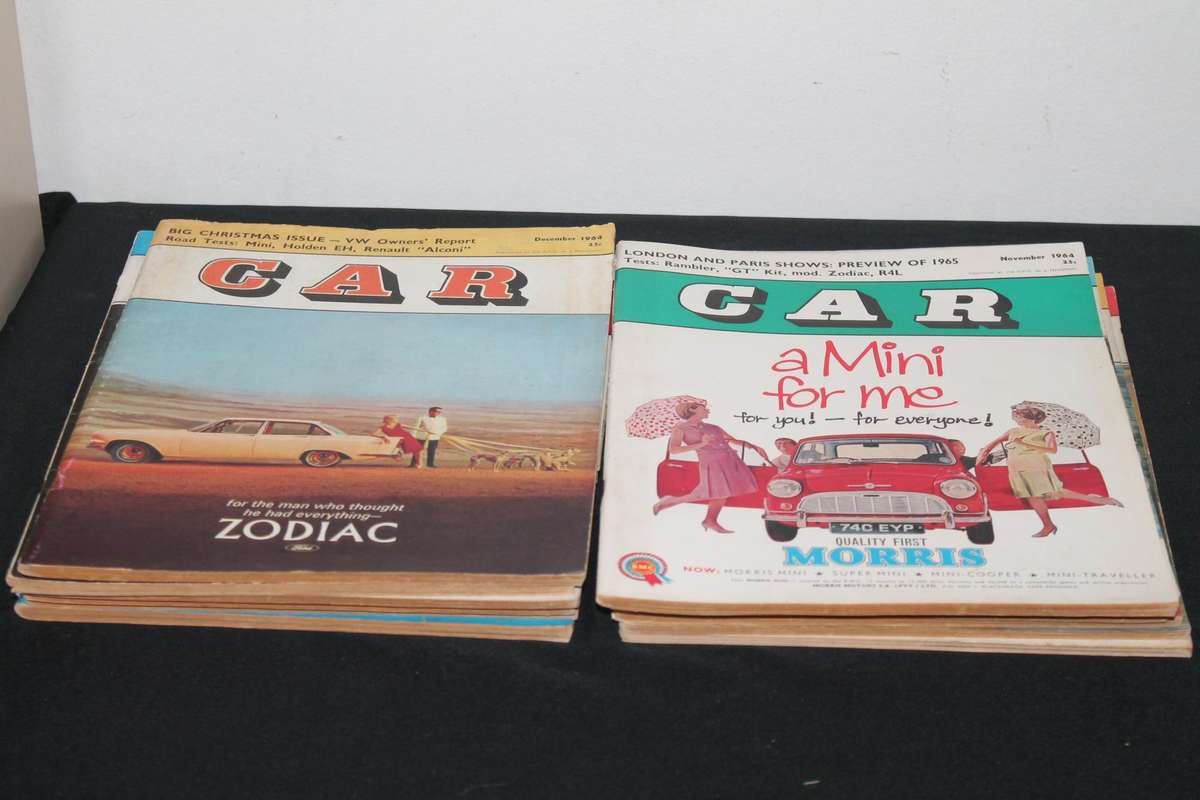 BIG CHRISTMAS ISSUE — VW Owners' Report
Road Tests: Mini, Holden EH, Renault "Alconi"
December 1964
CAR
for the man who thought
he had everything—
ZODIAC
Ford
LONDON AND PARIS SHOWS: PREVIEW OF 1965
Tests: Rambler, "GT" Kit, mod. Zodiac, R4L
November 1964
CAR
a Mini
for me
for you! — for everyone!
740 EYP
QUALITY FIRST
MORRIS
BMC
NOW: MORRIS MINI ★ SUPER MINI ★ MINI-COOPER ★ MINI-TRAVELLER